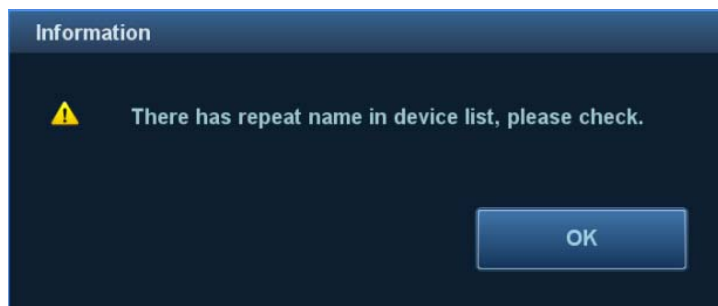 Information
There has repeat name in device list, please check.
OK